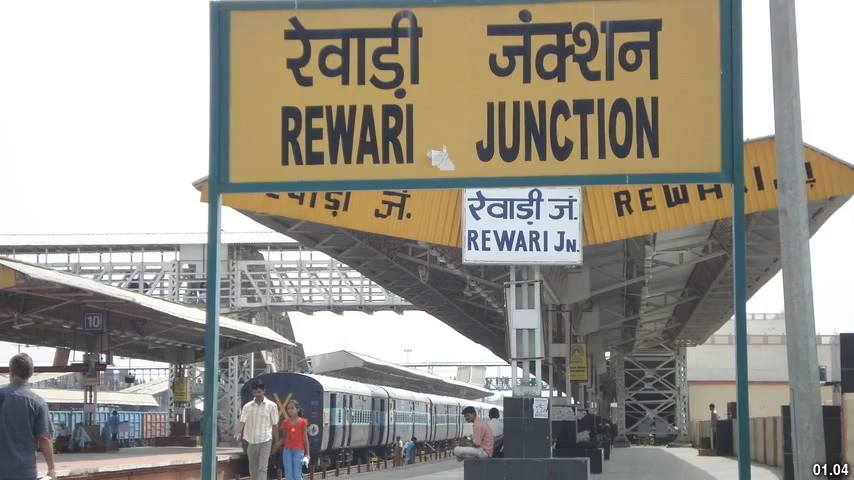 रेवाड़ी जंक्शन
REWARI JUNCTION
रेवाड़ी जं.
REWARI J
रेवाड़ी जं.
REWARI JN.
10
01.04